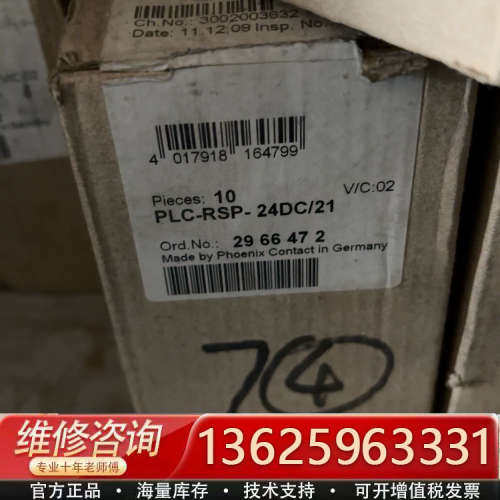 Ch.No.: 3002003632
Date: 11.12.09 Insp. No.
4 017918 164799
Pieces: 10
V/C:02
PLC-RSP- 24DC/21
Ord.No.: 29 66 47 2
Made by Phoenix Contact in Germany
7④
维修咨询
专业十年老师傅
13625963331
官方正品 · 海量库存 · 技术支持 · 可开增值税发票